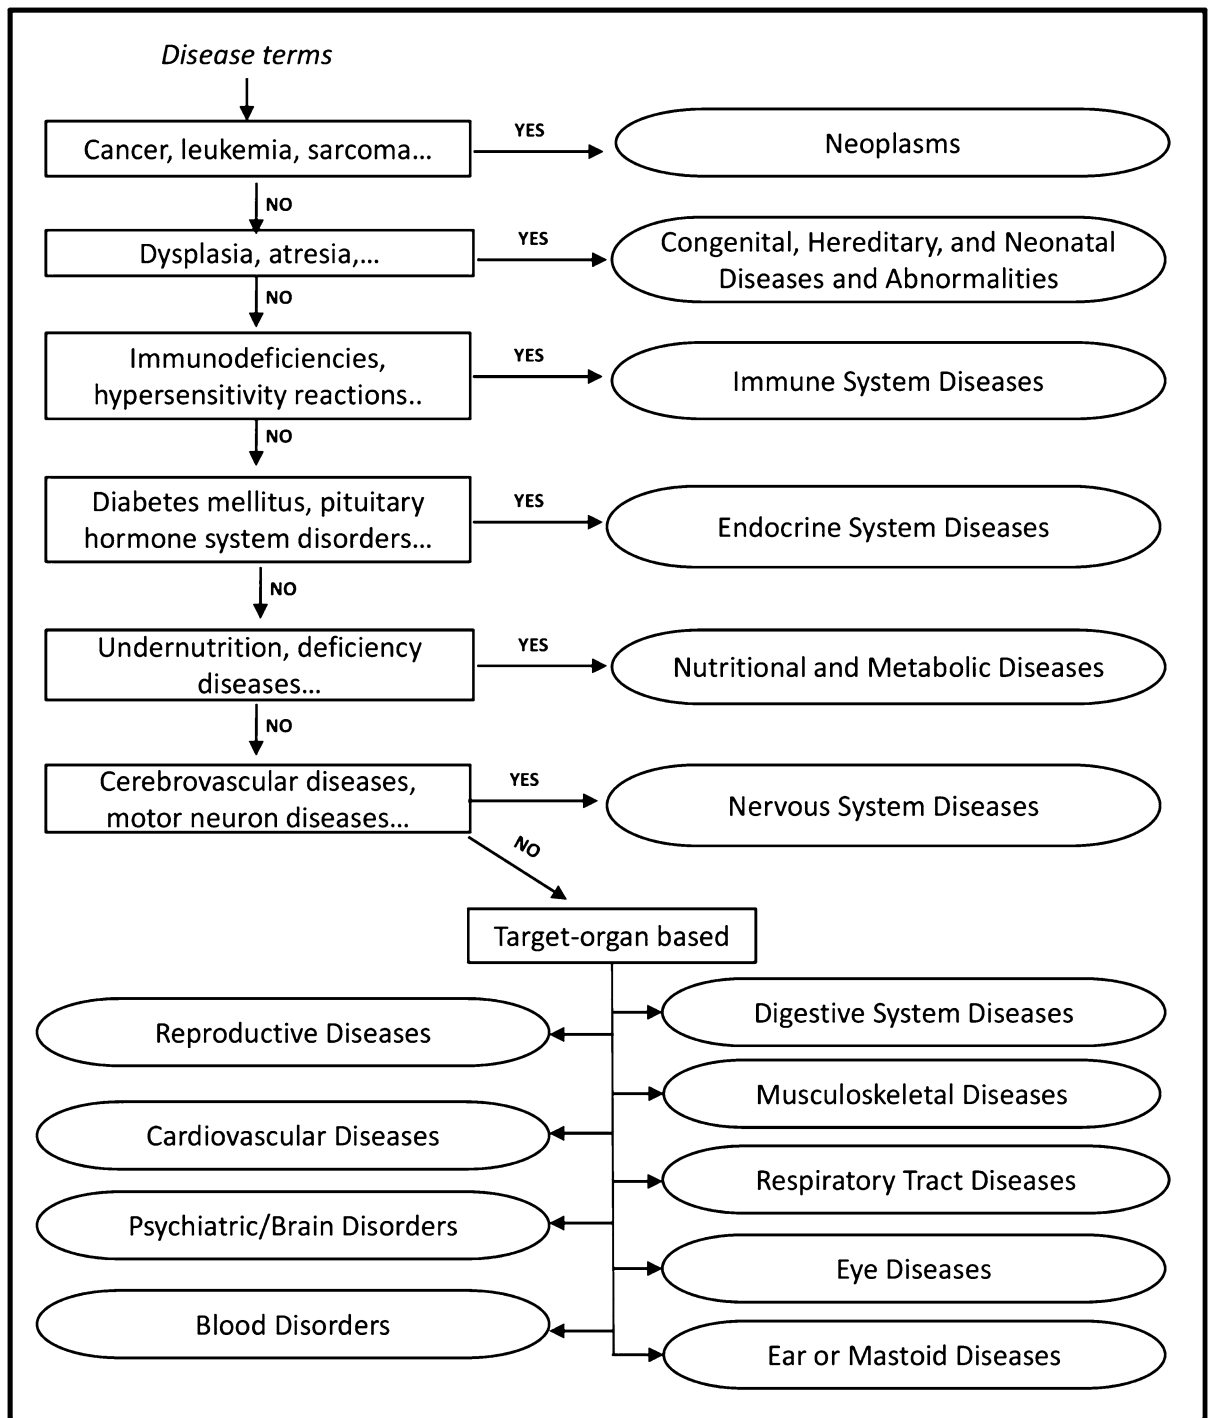 Disease terms
Cancer, leukemia, sarcoma...
YES
Neoplasms
NO
Dysplasia, atresia,...
YES
Congenital, Hereditary, and Neonatal
Diseases and Abnormalities
NO
Immunodeficiencies,
hypersensitivity reactions..
YES
Immune System Diseases
NO
Diabetes mellitus, pituitary
hormone system disorders...
YES
Endocrine System Diseases
NO
Undernutrition, deficiency
diseases...
YES
Nutritional and Metabolic Diseases
NO
Cerebrovascular diseases,
motor neuron diseases...
YES
Nervous System Diseases
NO
Target-organ based
Digestive System Diseases
Reproductive Diseases
Musculoskeletal Diseases
Cardiovascular Diseases
Respiratory Tract Diseases
Psychiatric/Brain Disorders
Eye Diseases
Blood Disorders
Ear or Mastoid Diseases